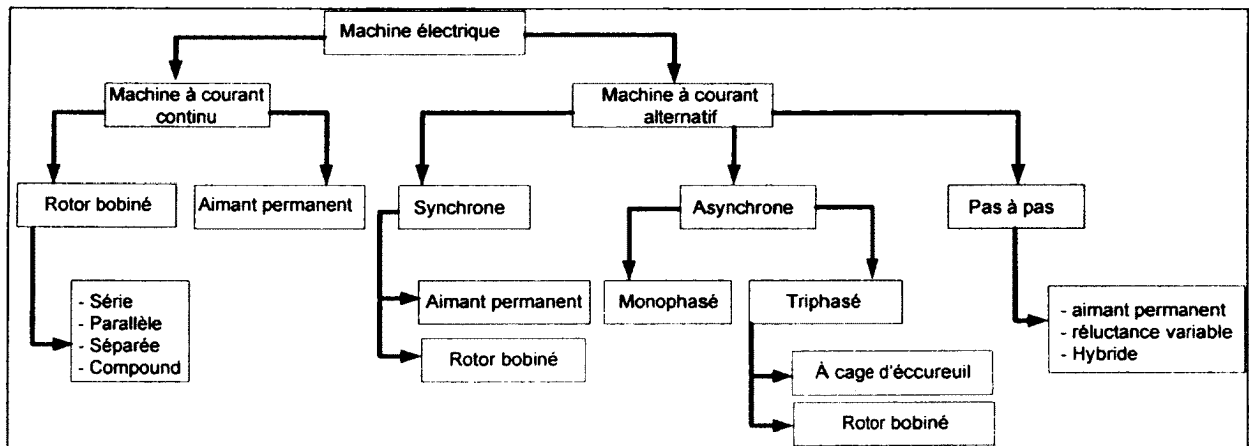 Machine électrique
Machine à courant
continu
Machine à courant
alternatif
Rotor bobiné
Aimant permanent
Synchrone
Asynchrone
Pas à pas
- Série
- Parallèle
- Séparée
- Compound
Aimant permanent
Rotor bobiné
Monophasé
Triphasé
À cage d'éccureuil
Rotor bobiné
- aimant permanent
- réluctance variable
- Hybride